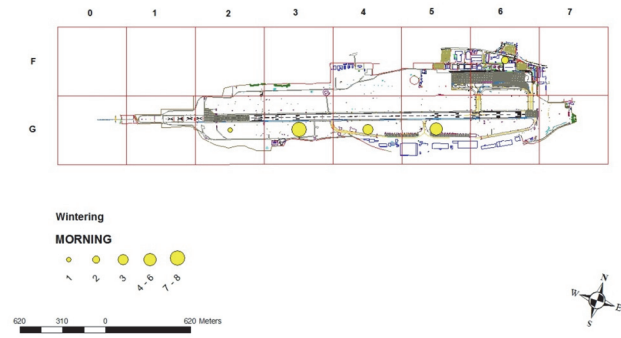 0 1 2 3 4 5 6 7
F
G
Wintering
MORNING
1 2 3 4 - 6 7 - 8
N
W E
S
620 310 0 620 Meters